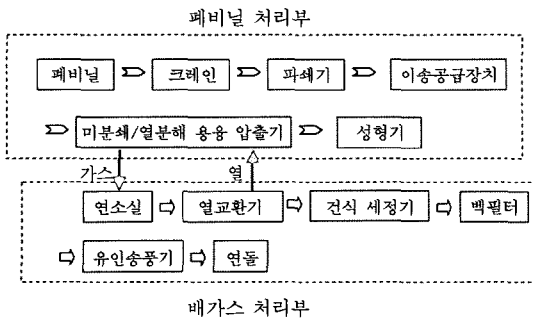 폐비닐 처리부
폐비닐 크레인 파쇄기 이송공급장치
미분쇄/열분해 용융 압출기 성형기
가스 열
연소실 열교환기 건식 세정기 백필터
유인송풍기 연돌
배가스 처리부